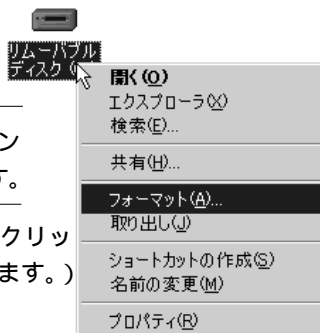 リムーバブル
ディスク (
開く(O)
エクスプローラ(X)
検索(E)...
共有(H)...
フォーマット(A)...
取り出し(J)
ショートカットの作成(S)
名前の変更(M)
プロパティ(R)
ン
す。
クリッ
ます。)